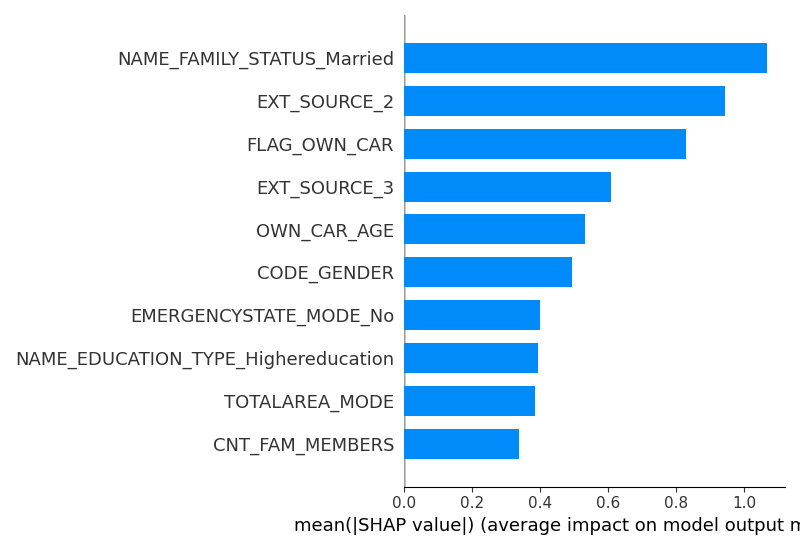 NAME_FAMILY_STATUS_Married
EXT_SOURCE_2
FLAG_OWN_CAR
EXT_SOURCE_3
OWN_CAR_AGE
CODE_GENDER
EMERGENCYSTATE_MODE_No
NAME_EDUCATION_TYPE_Highereducation
TOTALAREA_MODE
CNT_FAM_MEMBERS
0.0 0.2 0.4 0.6 0.8 1.0
mean(|SHAP value|) (average impact on model output m